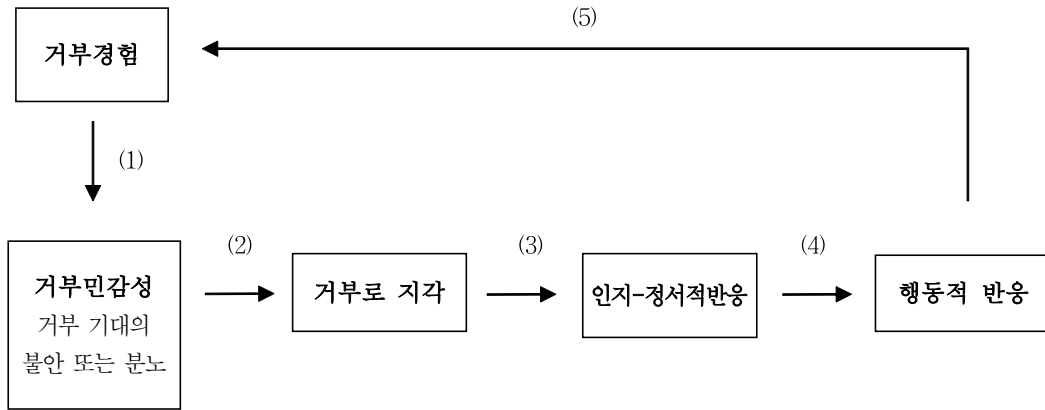 (5)
거부경험
(1)
(2)
(3)
(4)
거부민감성
거부 기대의
불안 또는 분노
거부로 지각
인지-정서적반응
행동적 반응